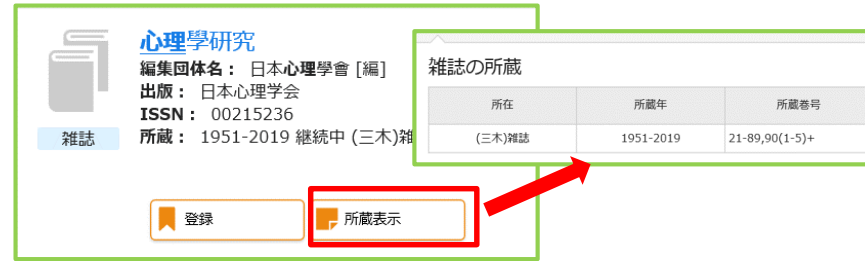 心理學研究
編集団体名： 日本心理學會 [編]
出版： 日本心理学会
ISSN： 00215236
雑誌
所蔵： 1951-2019 継続中 (三木)雑
登録
所蔵表示
雑誌の所蔵
所在 所蔵年 所蔵巻号
(三木)雑誌 1951-2019 21-89,90(1-5)+